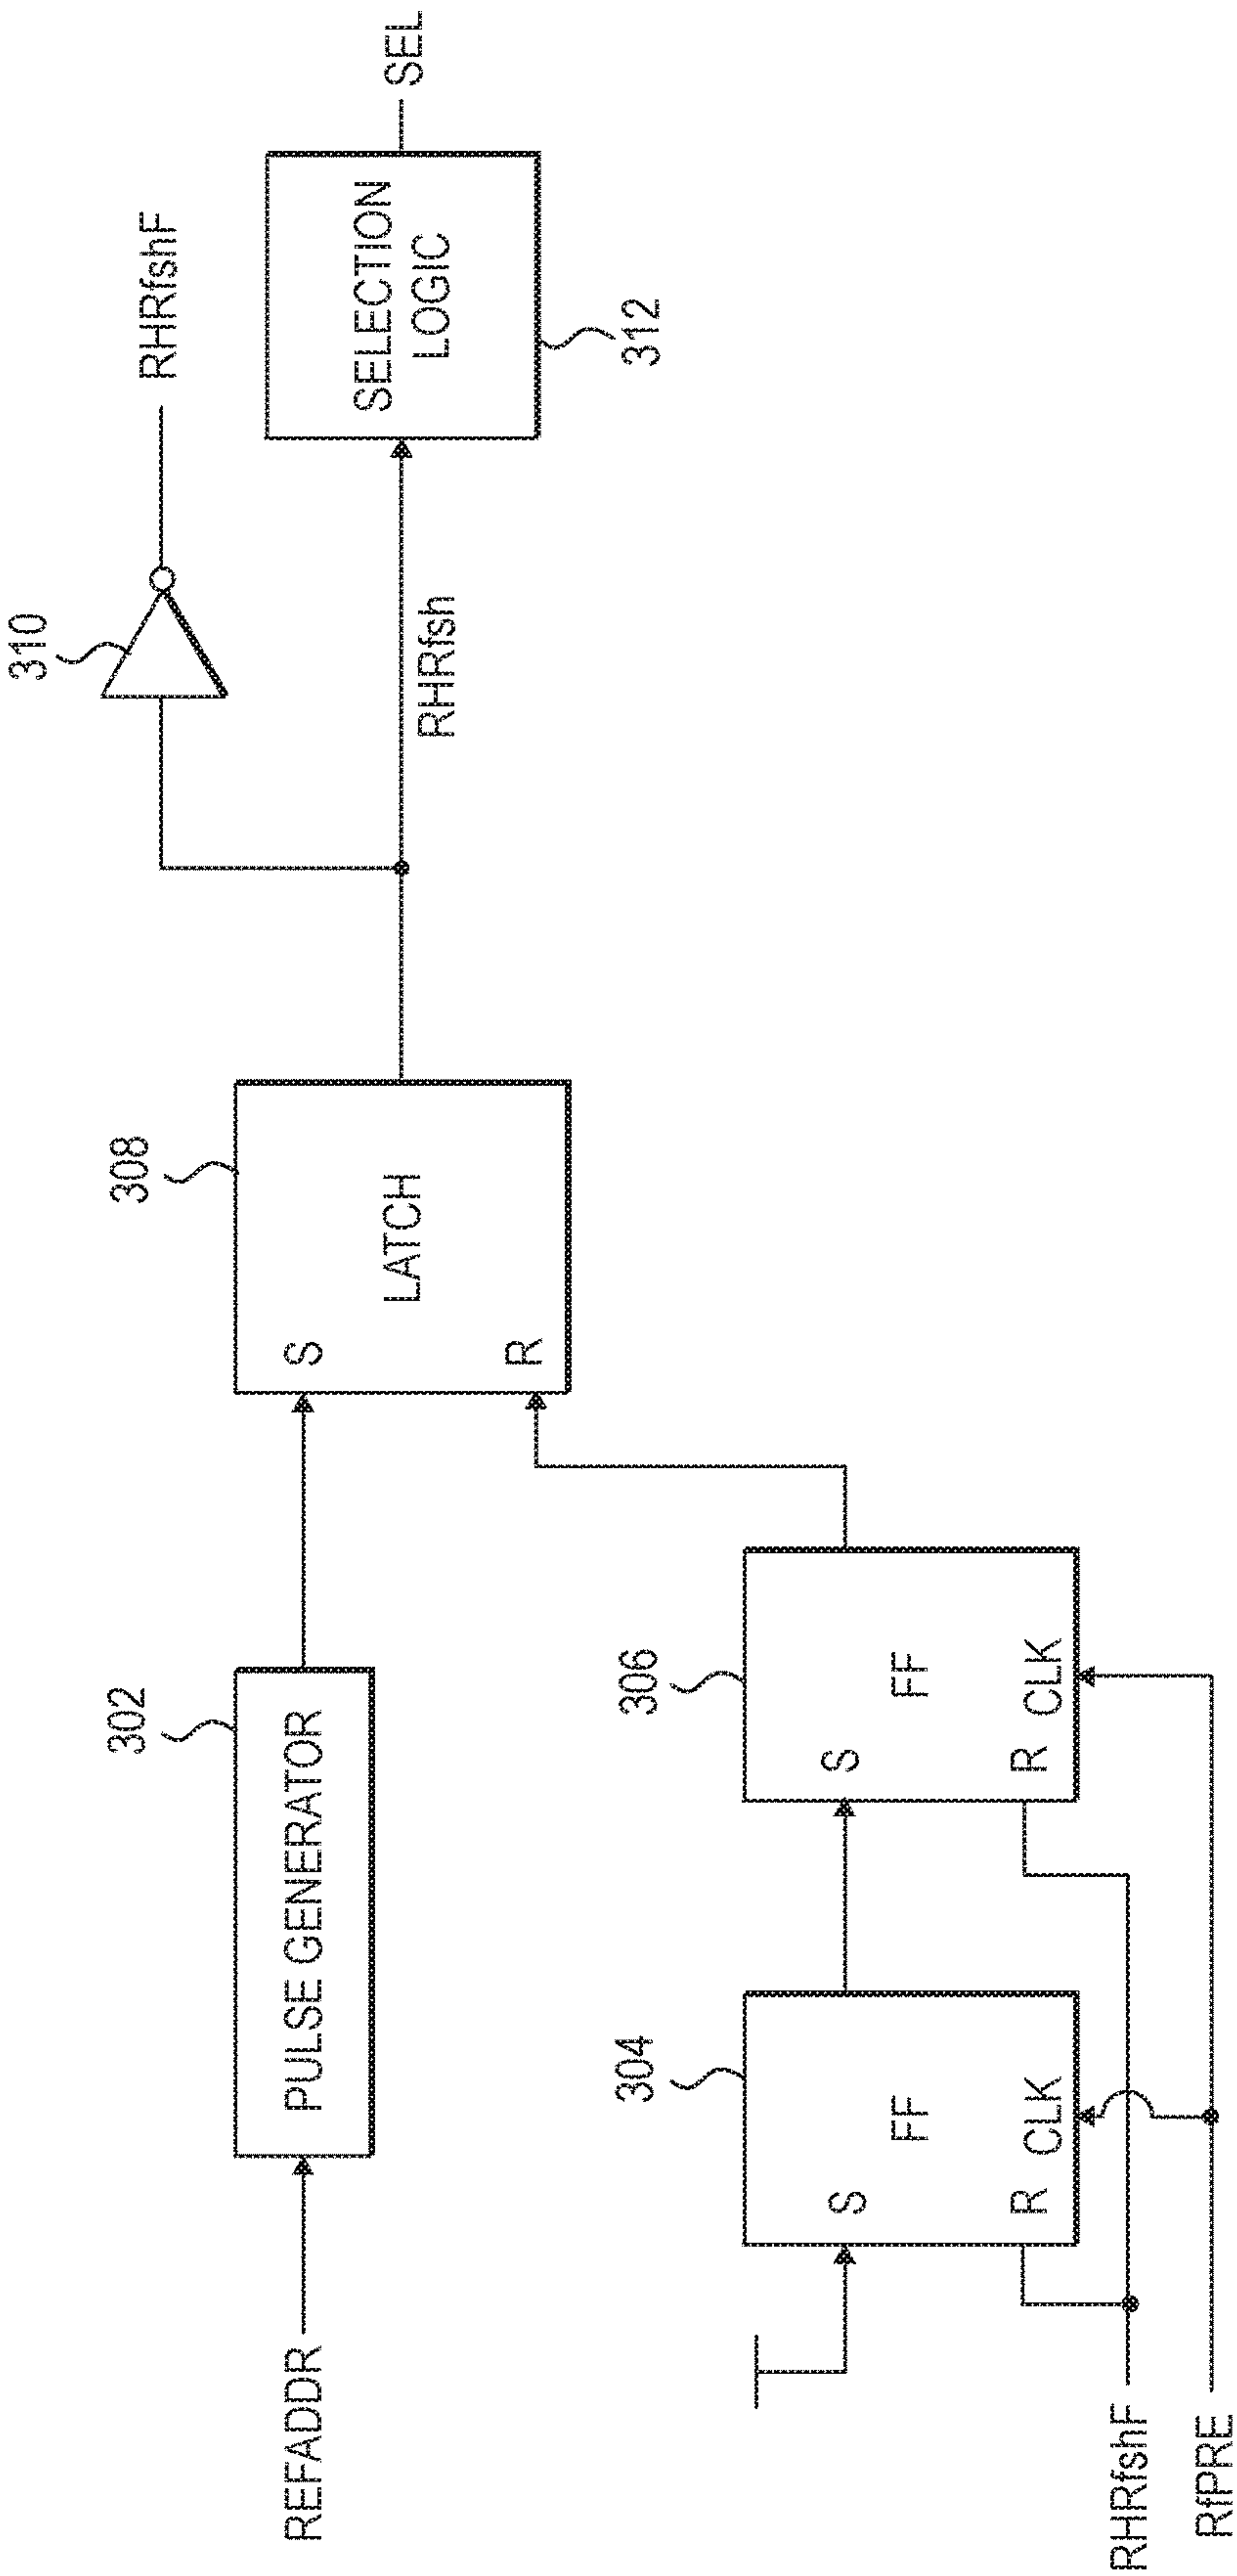 REFADDR
302
PULSE GENERATOR
308
S
LATCH
R
310
RHRfshF
RHRfsh
SELECTION
LOGIC
312
SEL
304
S
FF
R
CLK
306
S
FF
R
CLK
RHRfshF
RfPRE